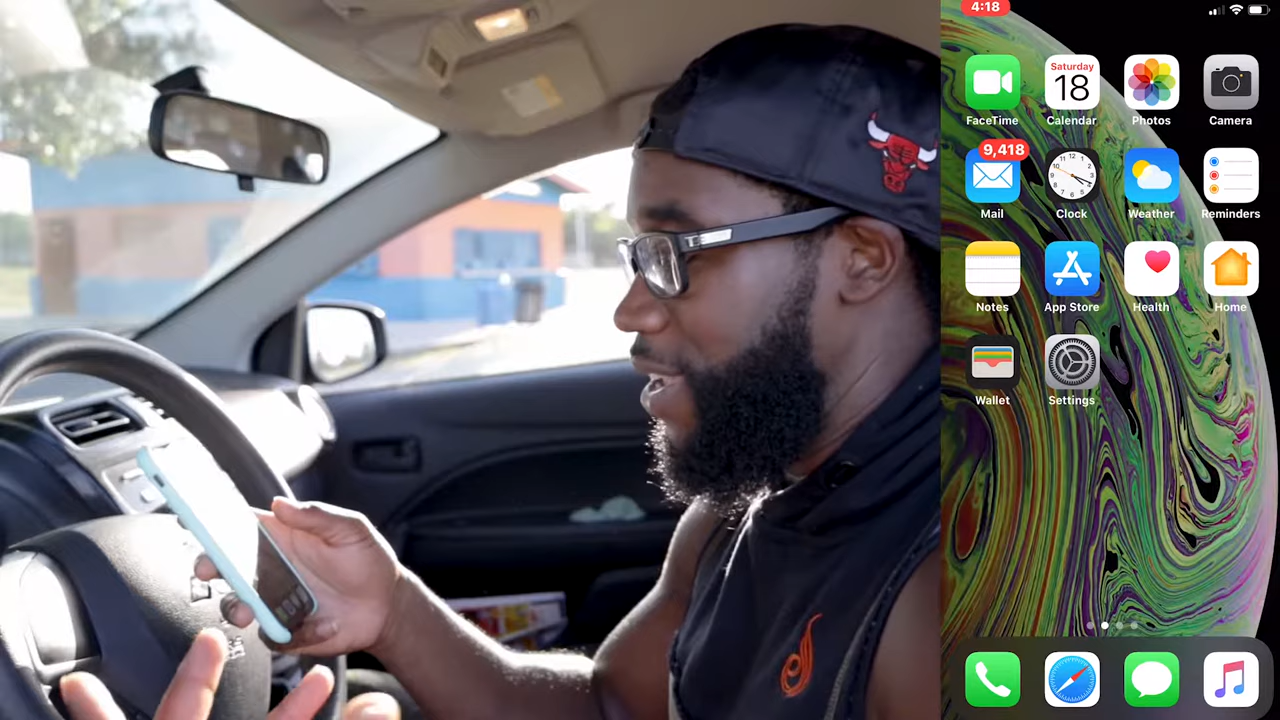 4:18
Saturday
18
FaceTime
Calendar
Photos
Camera
9,418
12
Mail
Clock
Weather
Reminders
Notes
App Store
Health
Home
Wallet
Settings